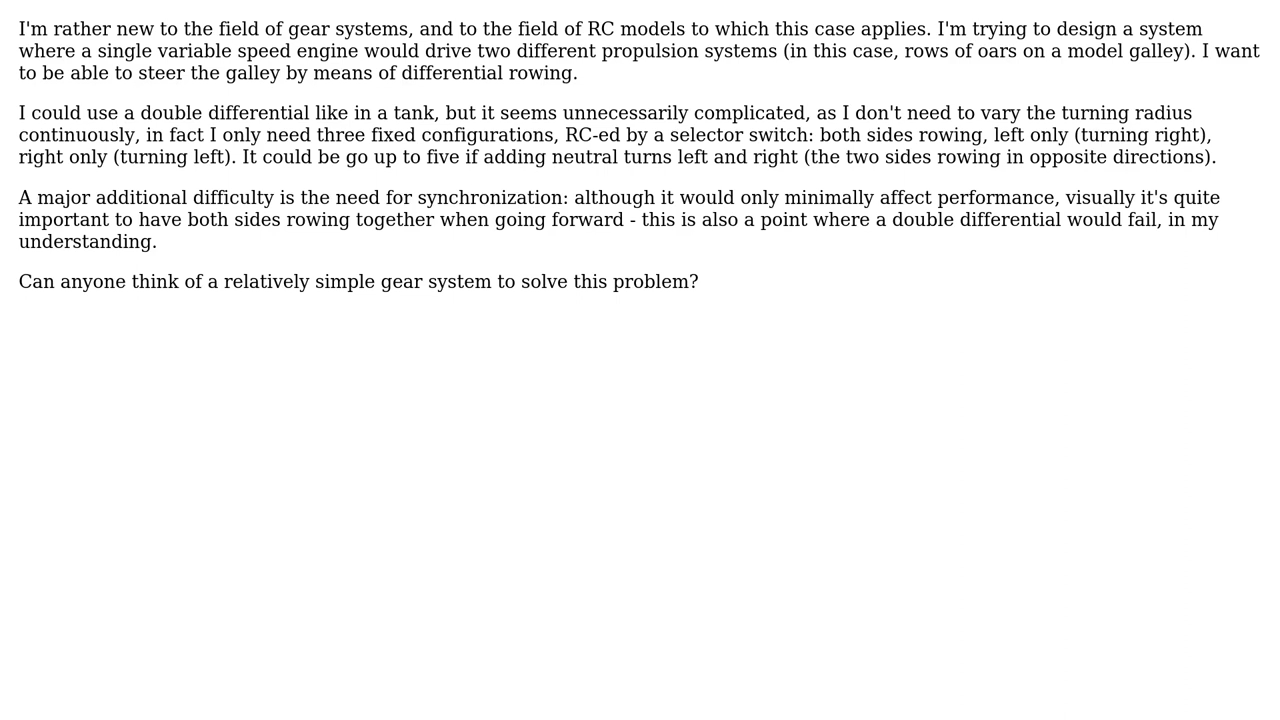 I'm rather new to the field of gear systems, and to the field of RC models to which this case applies. I'm trying to design a system
where a single variable speed engine would drive two different propulsion systems (in this case, rows of oars on a model galley). I want
to be able to steer the galley by means of differential rowing.
I could use a double differential like in a tank, but it seems unnecessarily complicated, as I don't need to vary the turning radius
continuously, in fact I only need three fixed configurations, RC-ed by a selector switch: both sides rowing, left only (turning right),
right only (turning left). It could be go up to five if adding neutral turns left and right (the two sides rowing in opposite directions).
A major additional difficulty is the need for synchronization: although it would only minimally affect performance, visually it's quite
important to have both sides rowing together when going forward - this is also a point where a double differential would fail, in my
understanding.
Can anyone think of a relatively simple gear system to solve this problem?